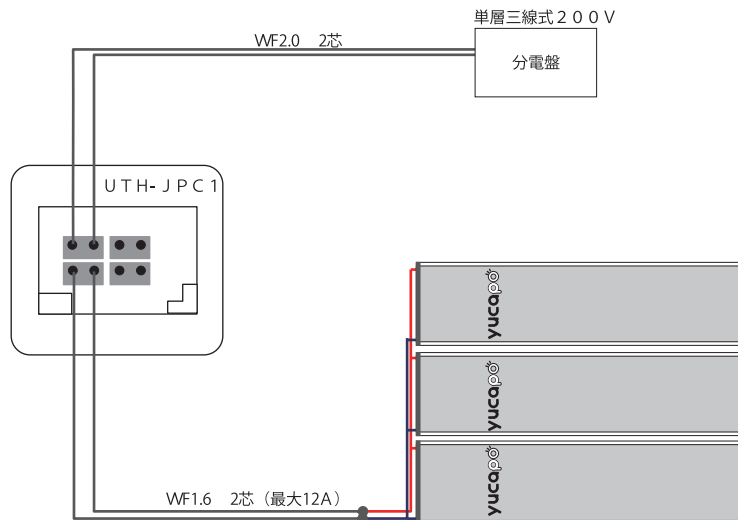 単層三線式２００Ｖ
WF2.0　2芯
分電盤
ＵＴＨ-ＪＰＣ１
yucapo
yucapo
yucapo
WF1.6　2芯（最大12A）